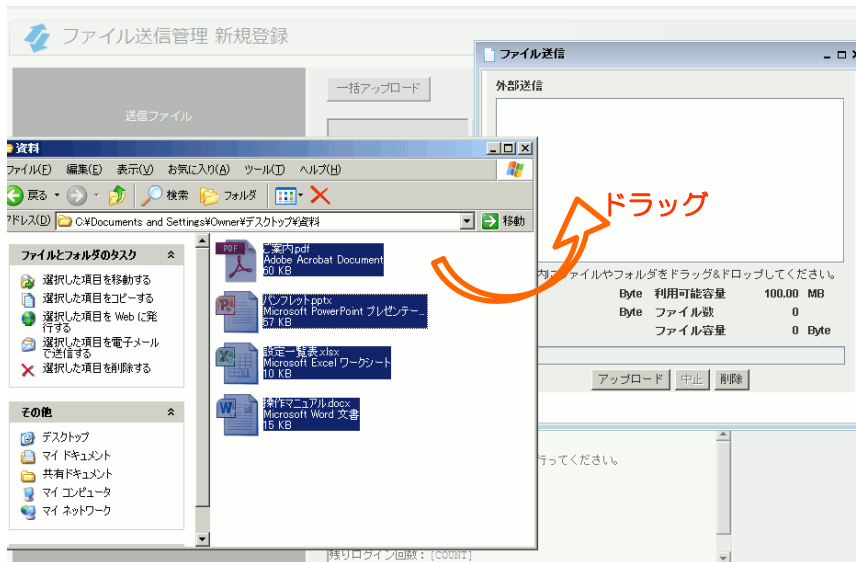 ファイル送信管理 新規登録
送信ファイル
一括アップロード
ファイル送信
外部送信
資料
ファイル(F) 編集(E) 表示(V) お気に入り(A) ツール(T) ヘルプ(H)
戻る 検索 フォルダ
アドレス(D) C:¥Documents and Settings¥Owner¥デスクトップ¥資料 移動
ファイルとフォルダのタスク
選択した項目を移動する
選択した項目をコピーする
選択した項目を Web に発
行する
選択した項目を電子メール
で送信する
選択した項目を削除する
その他
デスクトップ
マイ ドキュメント
共有ドキュメント
マイ コンピュータ
マイ ネットワーク
PDF
ご案内.pdf
Adobe Acrobat Document
60 KB
パンフレット.pptx
Microsoft PowerPoint プレゼンテー...
57 KB
設定一覧表.xlsx
Microsoft Excel ワークシート
10 KB
操作マニュアル.docx
Microsoft Word 文書
15 KB
ドラッグ
内にファイルやフォルダをドラッグ&ドロップしてください。
Byte 利用可能容量 100.00 MB
Byte ファイル数 0
ファイル容量 0 Byte
アップロード 中止 削除
行ってください。
残りログイン回数：[COUNT]